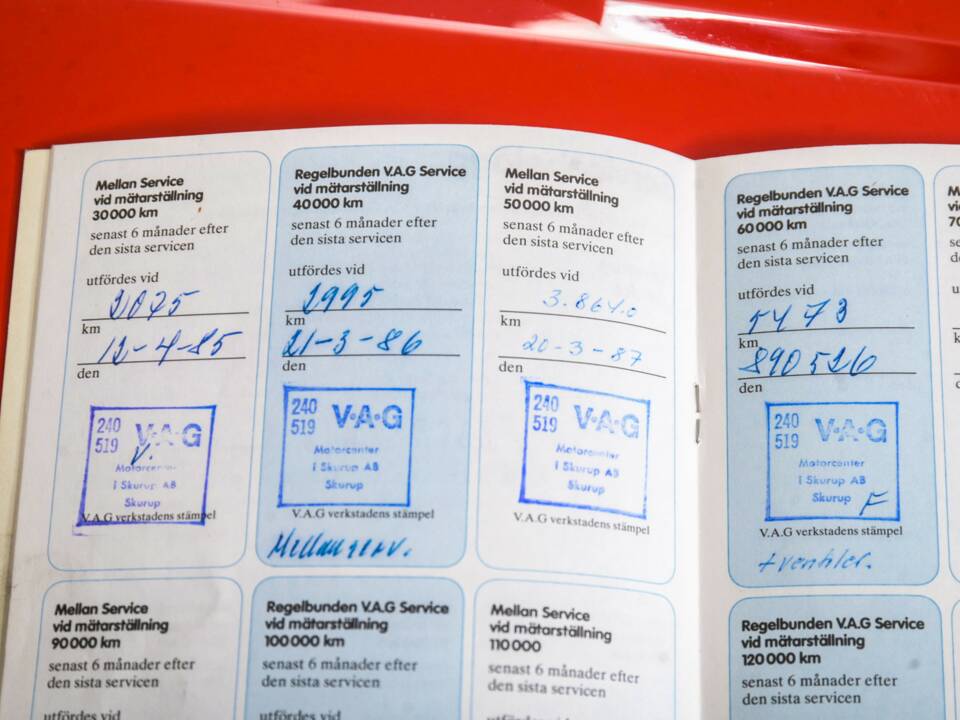 Mellan Service
vid mätarställning
30 000 km
senast 6 månader efter
den sista servicen
utfördes vid
km
12-4-85
den
240
519
V·A·G
Motorcenter
i Skurup AB
Skurup
V.A.G verkstadens stämpel
Regelbunden V.A.G Service
vid mätarställning
40 000 km
senast 6 månader efter
den sista servicen
utfördes vid
2995
km
21-3-86
den
240
519
V·A·G
Motorcenter
i Skurup AB
Skurup
V.A.G verkstadens stämpel
Mellanserv.
Mellan Service
vid mätarställning
50 000 km
senast 6 månader efter
den sista servicen
utfördes vid
3.864.0
km
20-3-87
den
240
519
V·A·G
Motorcenter
i Skurup AB
Skurup
V.A.G verkstadens stämpel
Regelbunden V.A.G Service
vid mätarställning
60 000 km
senast 6 månader efter
den sista servicen
utfördes vid
5473
km
890526
den
240
519
V·A·G
Motorcenter
i Skurup AB
Skurup
V.A.G verkstadens stämpel
Mellan Service
vid mätarställning
90 000 km
senast 6 månader efter
den sista servicen
utfördes vid
Regelbunden V.A.G Service
vid mätarställning
100 000 km
senast 6 månader efter
den sista servicen
utfördes vid
Mellan Service
vid mätarställning
110 000
senast 6 månader efter
den sista servicen
utfördes vid
Regelbunden V.A.G Service
vid mätarställning
120 000 km
senast 6 månader efter
den sista servicen